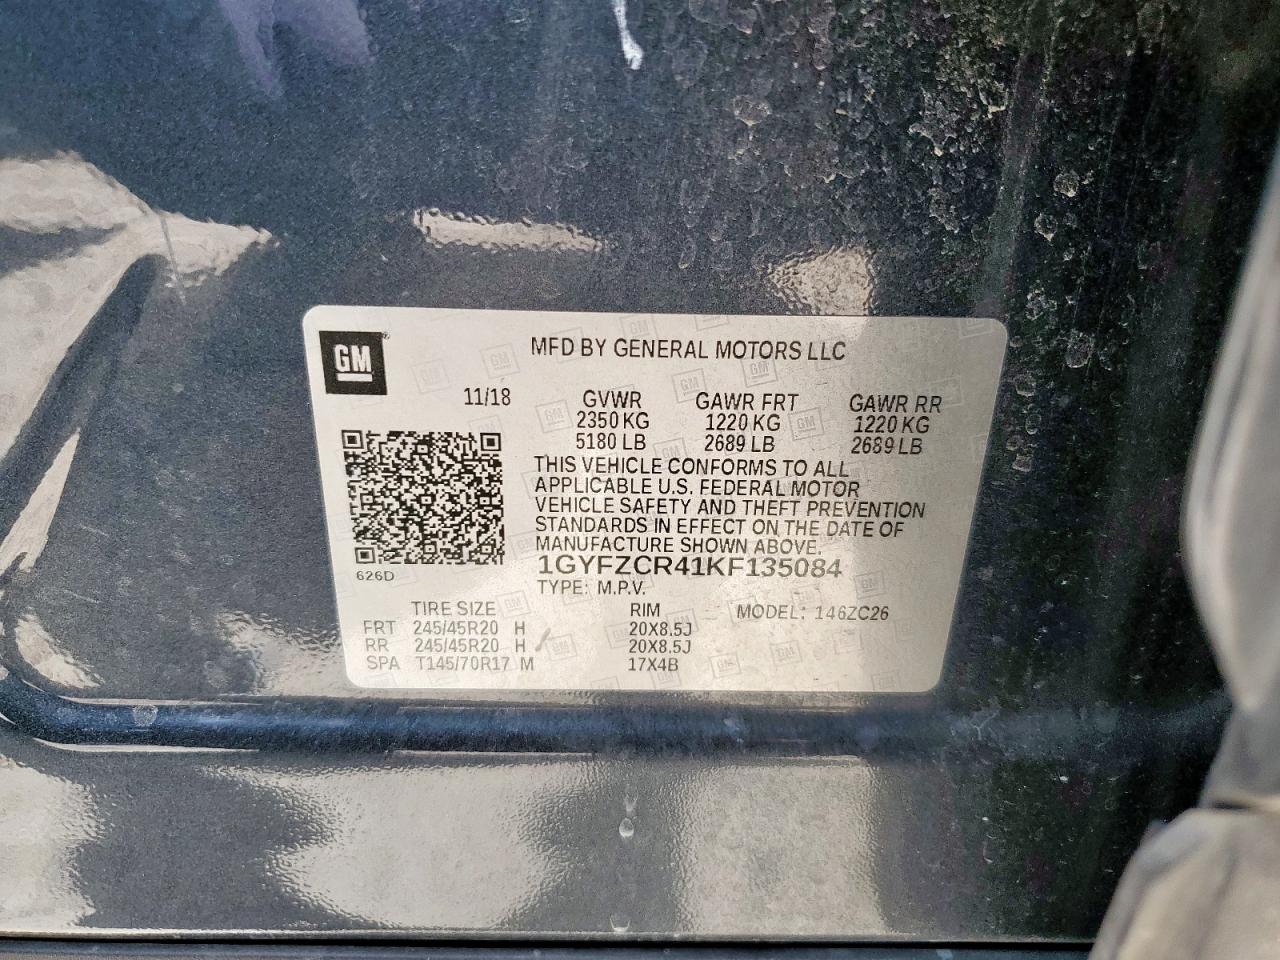 GM ®
MFD BY GENERAL MOTORS LLC
11/18 GVWR GAWR FRT GAWR RR
2350 KG 1220 KG 1220 KG
5180 LB 2689 LB 2689 LB
THIS VEHICLE CONFORMS TO ALL
APPLICABLE U.S. FEDERAL MOTOR
VEHICLE SAFETY AND THEFT PREVENTION
STANDARDS IN EFFECT ON THE DATE OF
MANUFACTURE SHOWN ABOVE.
1GYFZCR41KF135084
626D
TYPE: M.P.V.
TIRE SIZE RIM MODEL: 146ZC26
FRT 245/45R20 H 20X8.5J
RR 245/45R20 H 20X8.5J
SPA T145/70R17 M 17X4B